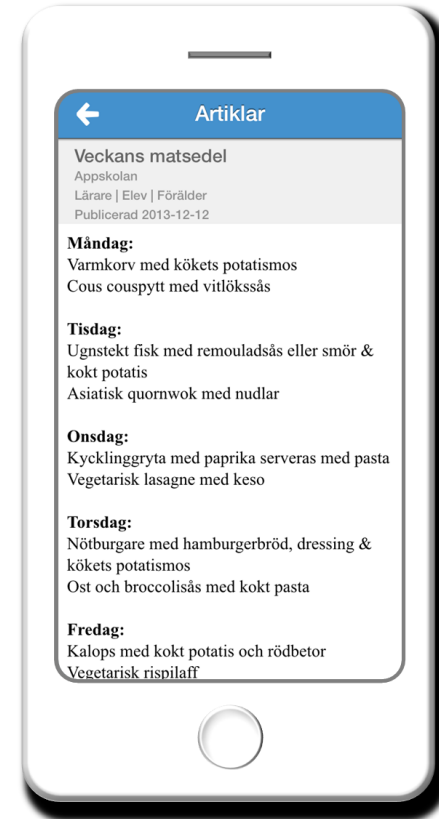 Artiklar
Veckans matsedel
Appskolan
Lärare | Elev | Förälder
Publicerad 2013-12-12
Måndag:
Varmkorv med kökets potatismos
Cous couspytt med vitlökssås
Tisdag:
Ugnstekt fisk med remouladsås eller smör &
kokt potatis
Asiatisk quornwok med nudlar
Onsdag:
Kycklinggryta med paprika serveras med pasta
Vegetarisk lasagne med keso
Torsdag:
Nötburgare med hamburgerbröd, dressing &
kökets potatismos
Ost och broccolisås med kokt pasta
Fredag:
Kalops med kokt potatis och rödbetor
Vegetarisk rispilaff